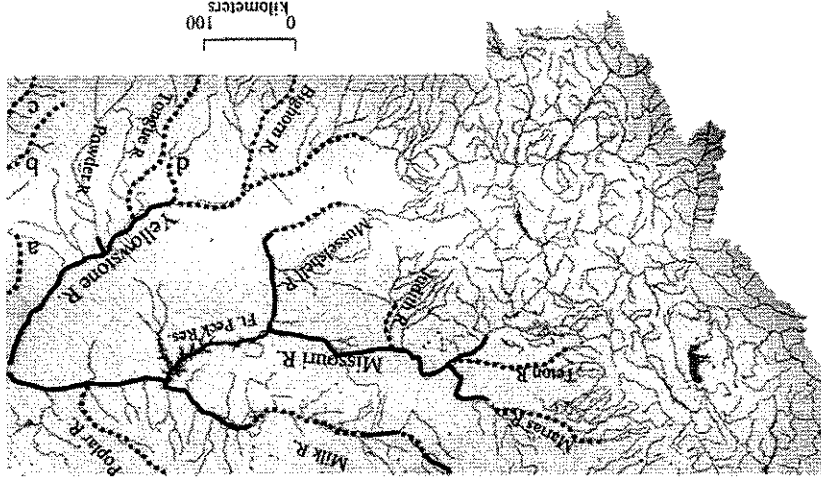 Poplar R.
Milk R.
Marias R.
Teton R.
Missouri R.
Ft. Peck Res
Judith R.
Musselshell R.
Yellowstone R.
a
Bighorn R.
d
Tongue R.
Powder R.
b
c
0 100
kilometers